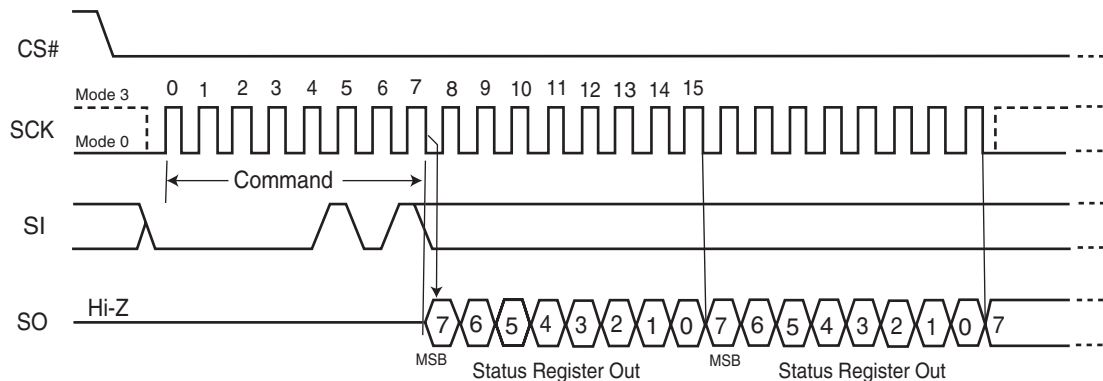 CS#
0 1 2 3 4 5 6 7 8 9 10 11 12 13 14 15
Mode 3
SCK
Mode 0
Command
SI
Hi-Z
SO
7 6 5 4 3 2 1 0 7 6 5 4 3 2 1 0 7
MSB
Status Register Out
MSB
Status Register Out